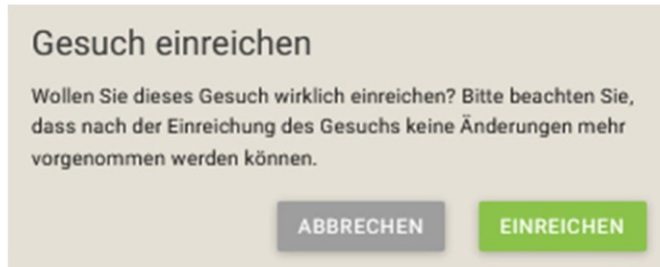 Gesuch einreichen
Wollen Sie dieses Gesuch wirklich einreichen? Bitte beachten Sie,
dass nach der Einreichung des Gesuchs keine Änderungen mehr
vorgenommen werden können.
ABBRECHEN EINREICHEN